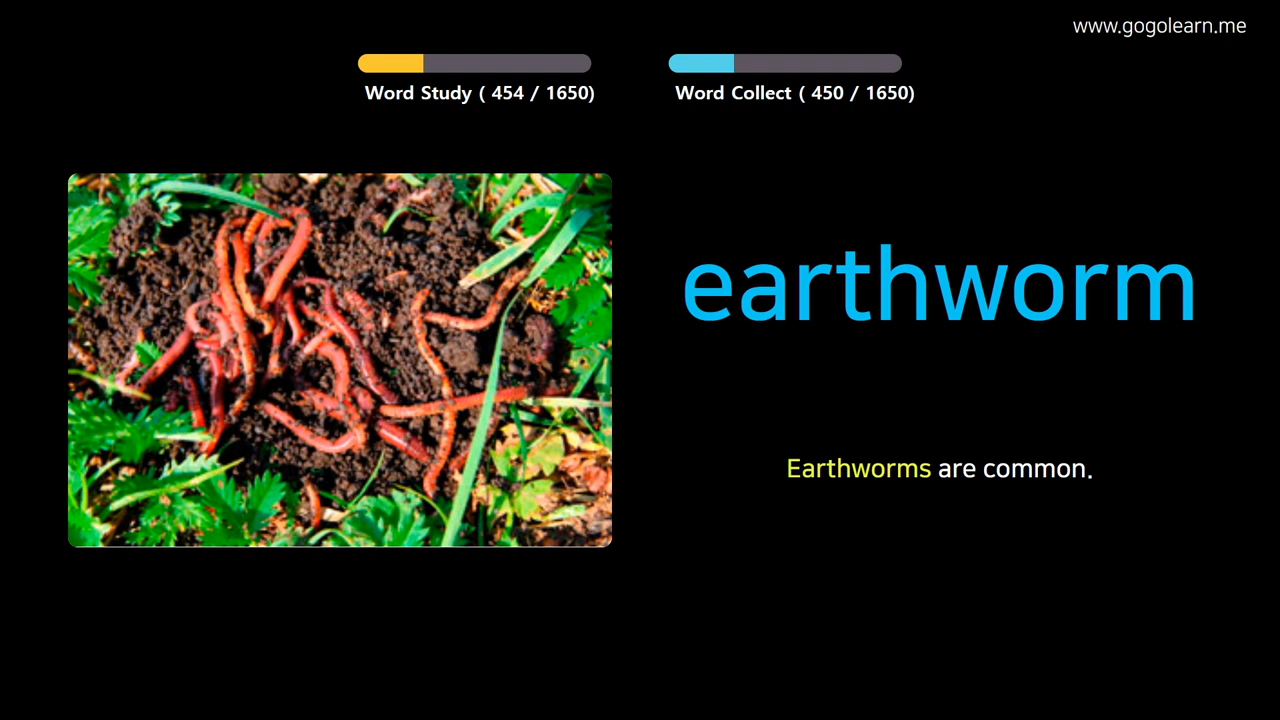 www.gogolearn.me
Word Study ( 454 / 1650)
Word Collect ( 450 / 1650)
earthworm
Earthworms are common.